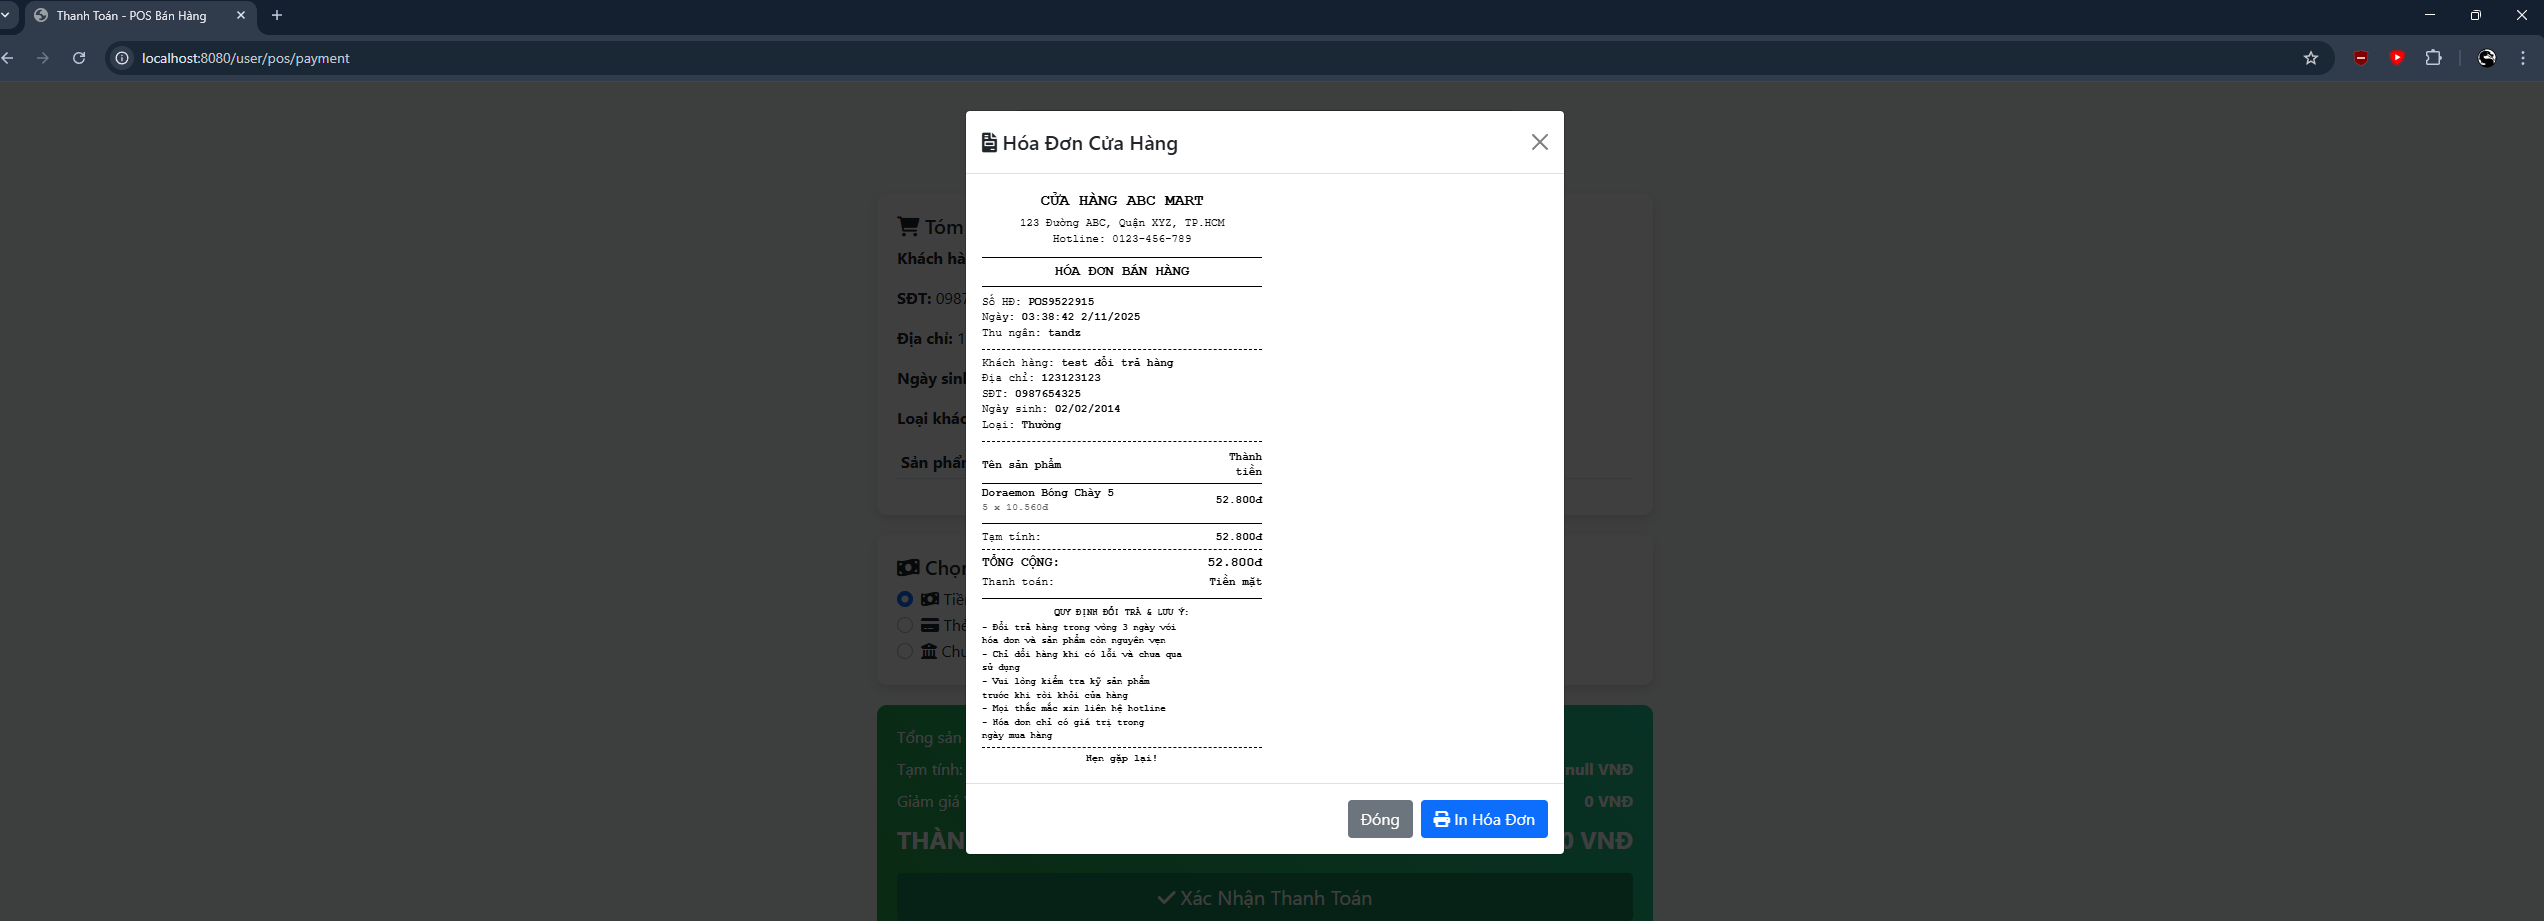 Thanh Toán - POS Bán Hàng
localhost:8080/user/pos/payment
Hóa Đơn Cửa Hàng
CỬA HÀNG ABC MART
123 Đường ABC, Quận XYZ, TP.HCM
Hotline: 0123-456-789
HÓA ĐƠN BÁN HÀNG
Số HĐ: POS9522915
Ngày: 03:38:42 2/11/2025
Thu ngân: tandz
Khách hàng: test đổi trả hàng
Địa chỉ: 123123123
SĐT: 0987654325
Ngày sinh: 02/02/2014
Loại: Thường
Tên sản phẩm
Thành
tiền
Doraemon Bóng Chày 5
52.800đ
5 x 10.560đ
Tạm tính: 52.800đ
TỔNG CỘNG: 52.800đ
Thanh toán: Tiền mặt
QUY ĐỊNH ĐỔI TRẢ & LƯU Ý:
- Đổi trả hàng trong vòng 3 ngày với
hóa đơn và sản phẩm còn nguyên vẹn
- Chỉ đổi hàng khi có lỗi và chưa qua
sử dụng
- Vui lòng kiểm tra kỹ sản phẩm
trước khi rời khỏi cửa hàng
- Mọi thắc mắc xin liên hệ hotline
- Hóa đơn chỉ có giá trị trong
ngày mua hàng
Hẹn gặp lại!
Đóng
In Hóa Đơn
Tóm
Khách hà
SĐT: 0987
Địa chỉ: 1
Ngày sin
Loại khác
Sản phẩ
Chọn
Tiề
Thẻ
Chu
Tổng sản
Tạm tính: null VNĐ
Giảm giá 0 VNĐ
THÀN 0 VNĐ
Xác Nhận Thanh Toán